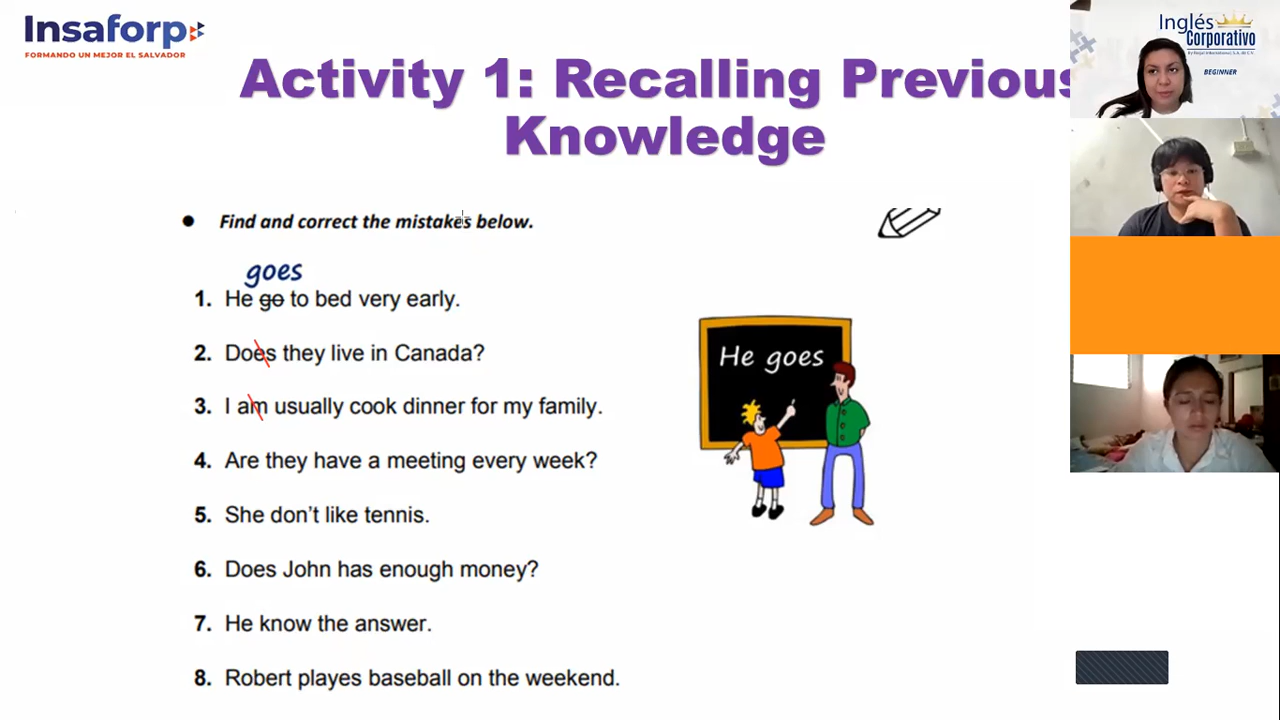 Insaforp
FORMANDO UN MEJOR EL SALVADOR
Inglés
Corporativo
BEGINNER
Activity 1: Recalling Previous
Knowledge
Find and correct the mistakes below.
goes
1. He go to bed very early.
2. Does they live in Canada?
3. I am usually cook dinner for my family.
4. Are they have a meeting every week?
5. She don't like tennis.
6. Does John has enough money?
7. He know the answer.
8. Robert playes baseball on the weekend.
He goes